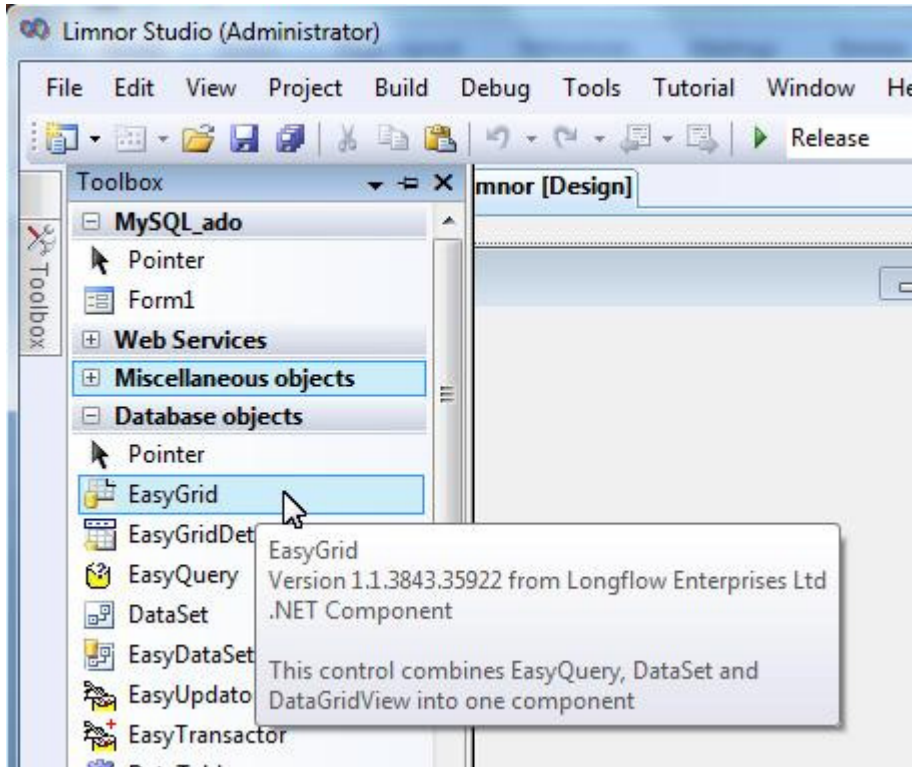 Limnor Studio (Administrator)
File Edit View Project Build Debug Tools Tutorial Window He
Release
Toolbox
mnor [Design]
Toolbox
MySQL_ado
Pointer
Form1
Web Services
Miscellaneous objects
Database objects
Pointer
EasyGrid
EasyGridDet
EasyGrid
Version 1.1.3843.35922 from Longflow Enterprises Ltd
.NET Component
This control combines EasyQuery, DataSet and
DataGridView into one component
EasyQuery
DataSet
EasyDataSet
EasyUpdato
EasyTransactor